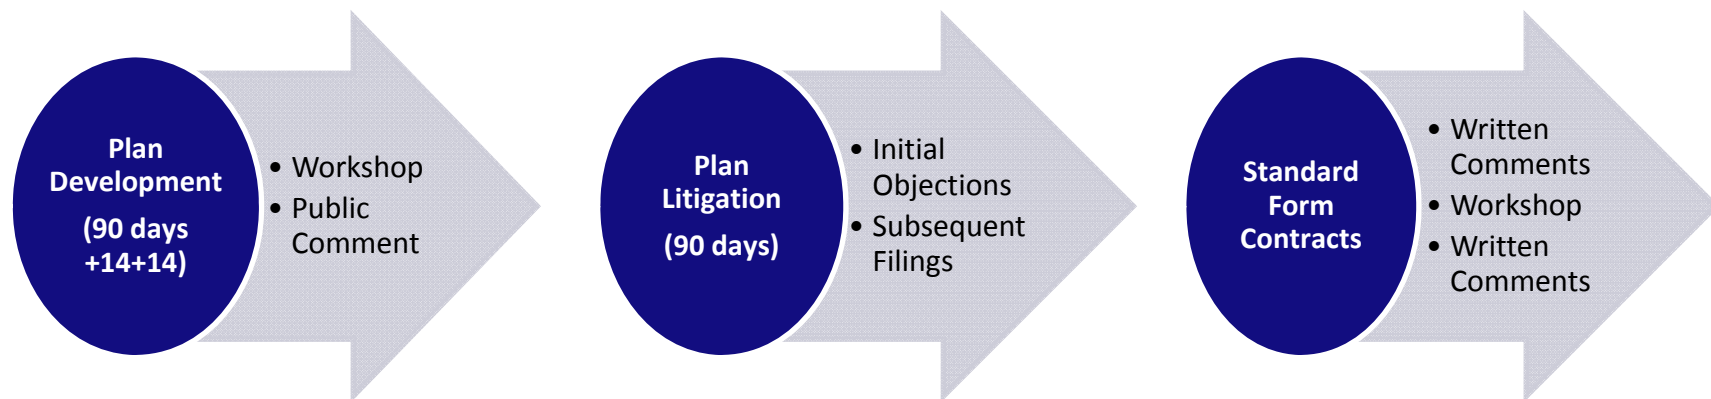 Plan
Development
(90 days
+14+14)
• Workshop
• Public
Comment
Plan
Litigation
(90 days)
• Initial
Objections
• Subsequent
Filings
Standard
Form
Contracts
• Written
Comments
• Workshop
• Written
Comments